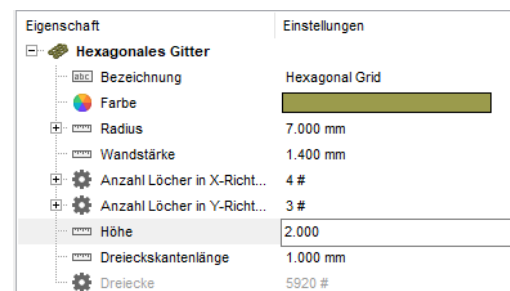 Eigenschaft Einstellungen
Hexagonales Gitter
abc Bezeichnung Hexagonal Grid
Farbe
Radius 7.000 mm
Wandstärke 1.400 mm
Anzahl Löcher in X-Richt... 4 #
Anzahl Löcher in Y-Richt... 3 #
Höhe 2.000
Dreieckskantenlänge 1.000 mm
Dreiecke 5920 #